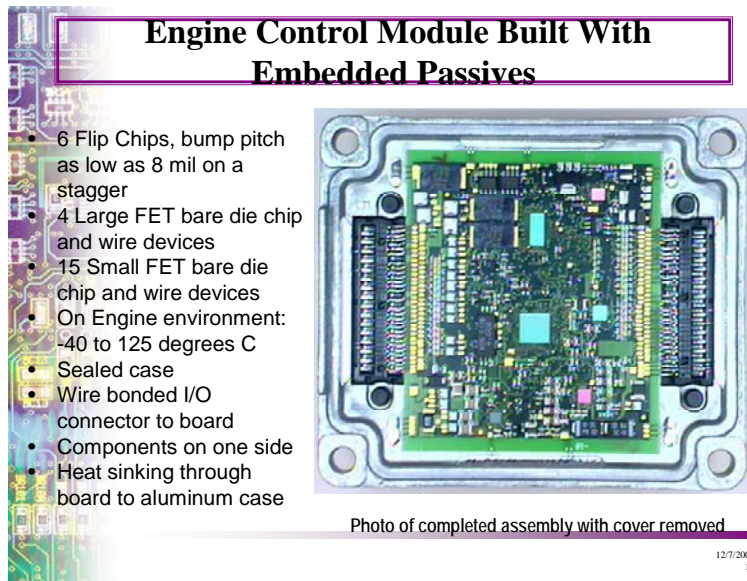 Engine Control Module Built With
Embedded Passives
• 6 Flip Chips, bump pitch
as low as 8 mil on a
stagger
• 4 Large FET bare die chip
and wire devices
• 15 Small FET bare die
chip and wire devices
• On Engine environment:
-40 to 125 degrees C
• Sealed case
• Wire bonded I/O
connector to board
• Components on one side
• Heat sinking through
board to aluminum case
Photo of completed assembly with cover removed